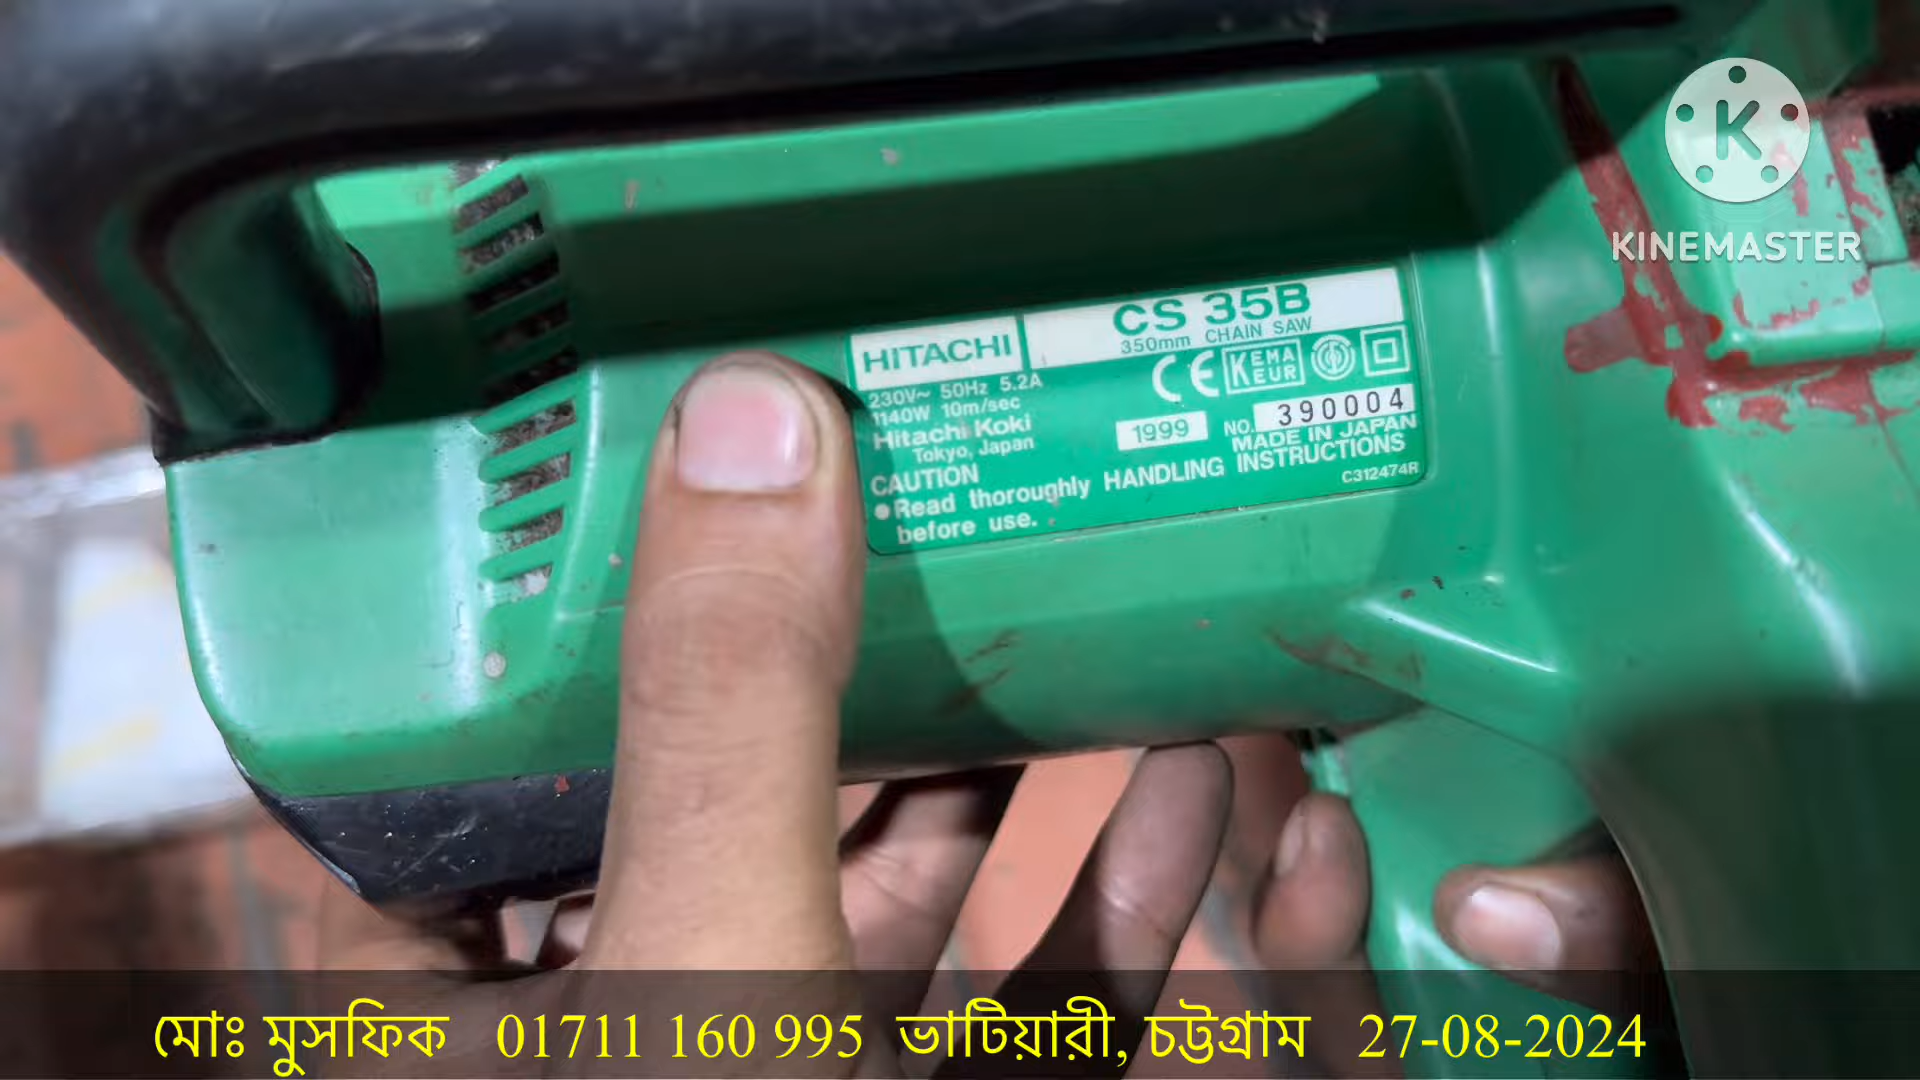 K
KINEMASTER
HITACHI
CS 35B
350mm CHAIN SAW
230V~ 50Hz 5.2A
1140W 10m/sec
Hitachi Koki
Tokyo, Japan
CE KEMA EUR
1999 NO. 390004
MADE IN JAPAN
CAUTION
●Read thoroughly HANDLING INSTRUCTIONS
before use.
C312474R
মোঃ মুসফিক 01711 160 995 ভাটিয়ারী, চট্টগ্রাম 27-08-2024